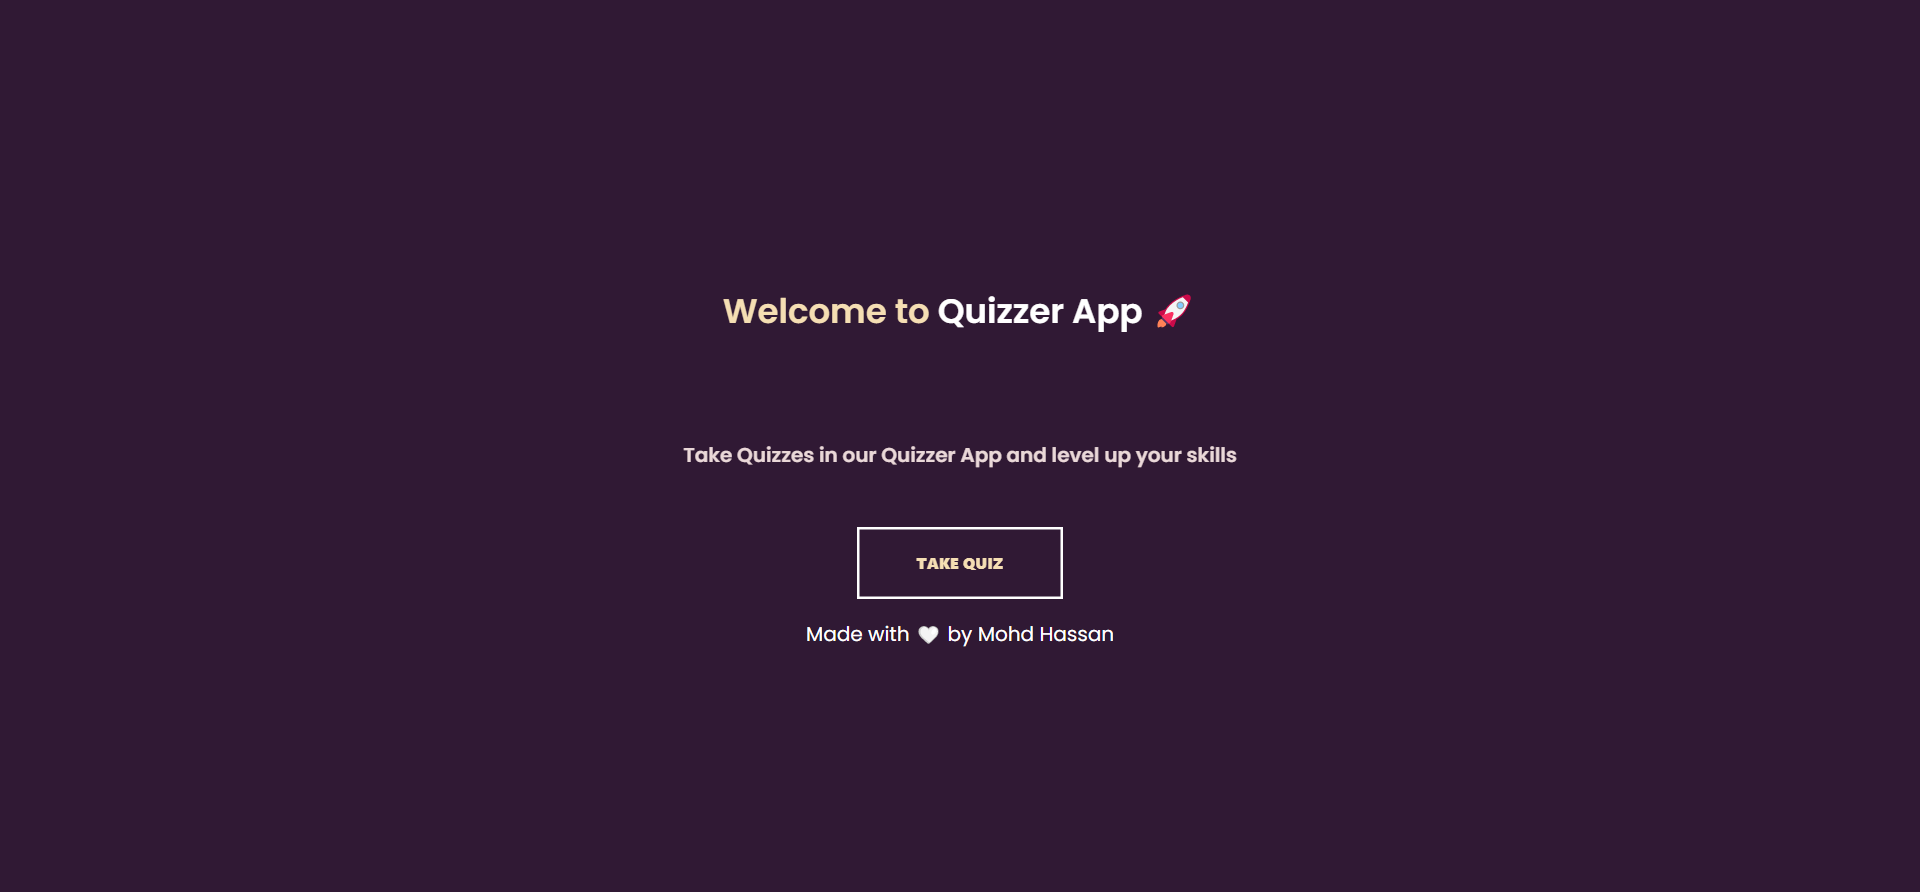 Welcome to Quizzer App 🚀
Take Quizzes in our Quizzer App and level up your skills
TAKE QUIZ
Made with 🤍 by Mohd Hassan